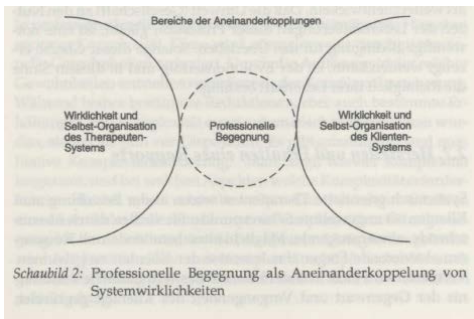 Bereiche der Aneinanderkopplungen
Wirklichkeit und
Selbst-Organisation
des Therapeuten-
Systems
Professionelle
Begegnung
Wirklichkeit und
Selbst-Organisation
des Klienten-
Systems
Schaubild 2: Professionelle Begegnung als Aneinanderkoppelung von
Systemwirklichkeiten